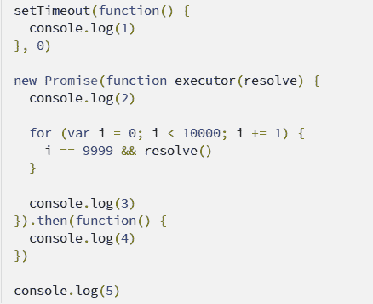 setTimeout(function() {
  console.log(1)
}, 0)

new Promise(function executor(resolve) {
  console.log(2)

  for (var i = 0; i < 10000; i += 1) {
    i == 9999 && resolve()
  }

  console.log(3)
}).then(function() {
  console.log(4)
})

console.log(5)